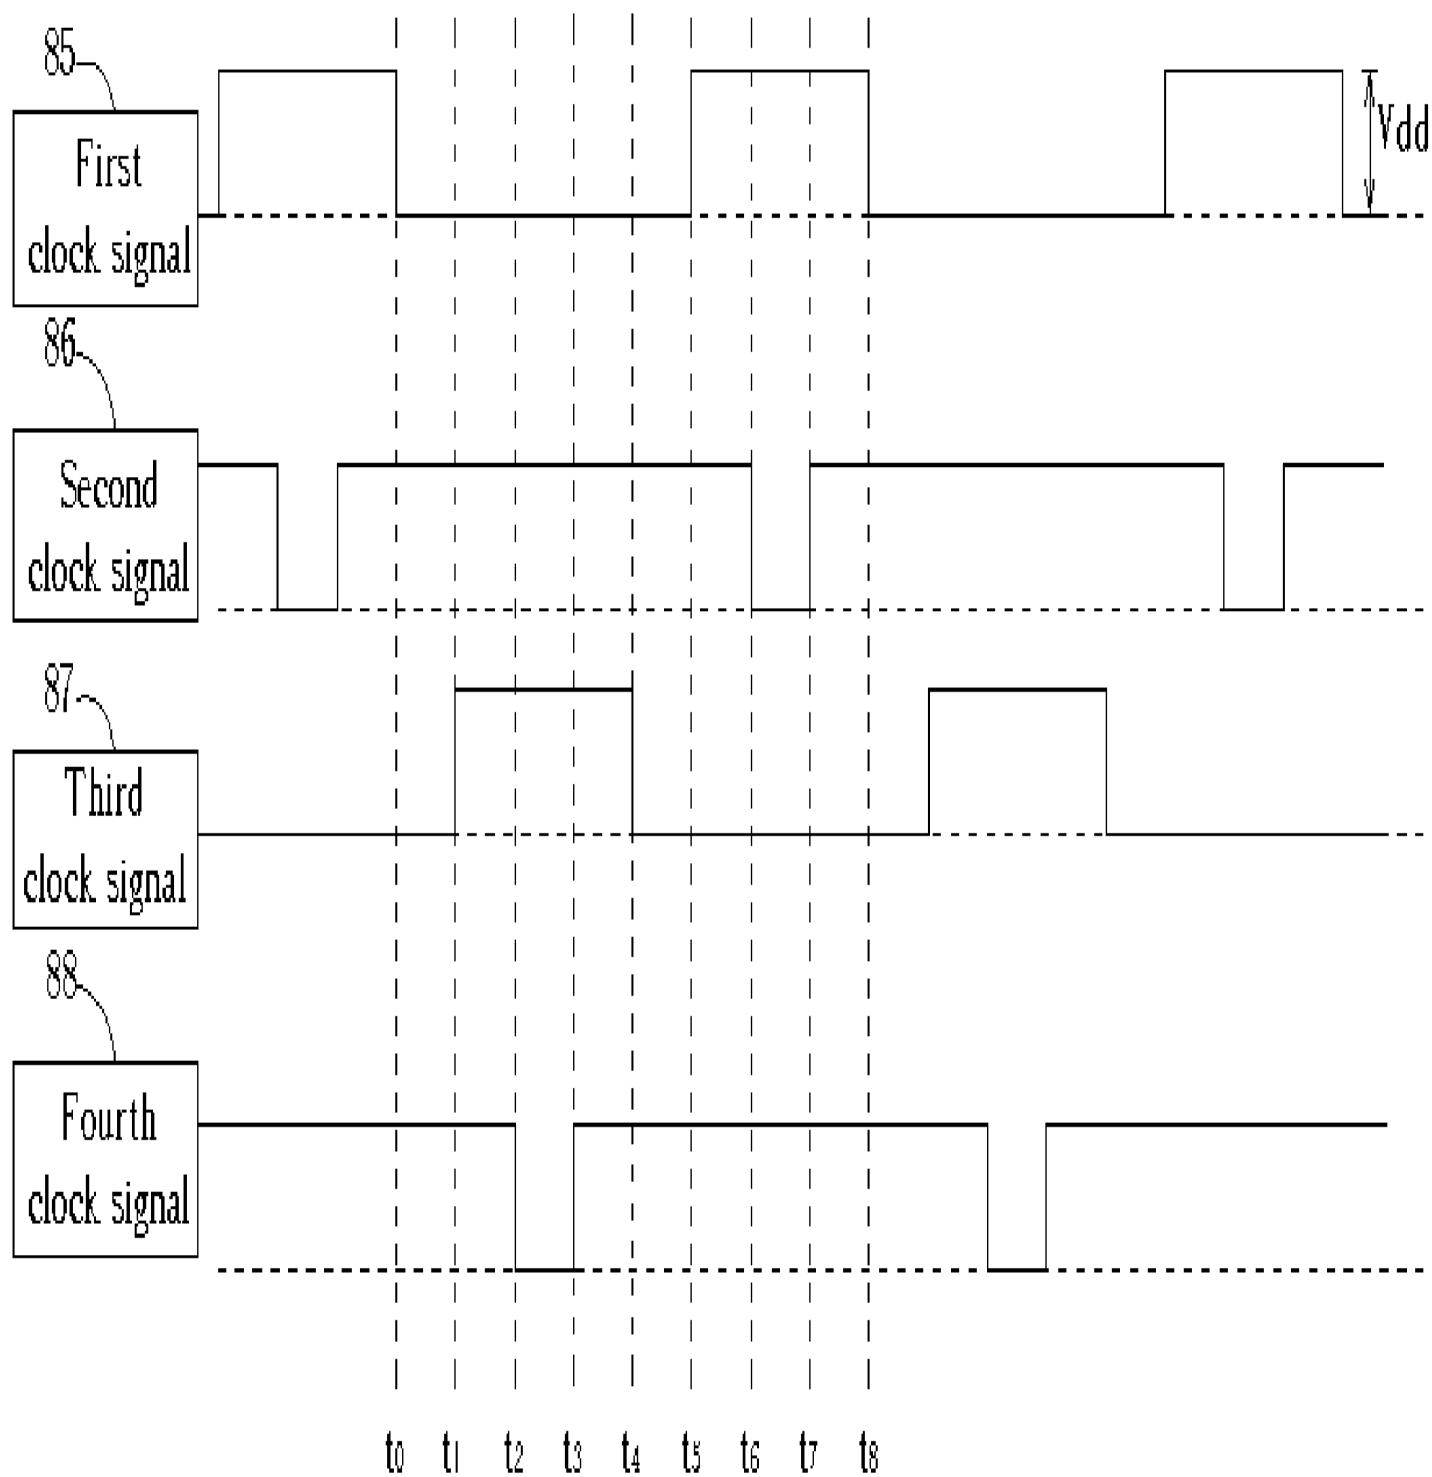 85
First
clock signal
Vdd
86
Second
clock signal
87
Third
clock signal
88
Fourth
clock signal
t0 t1 t2 t3 t4 t5 t6 t7 t8